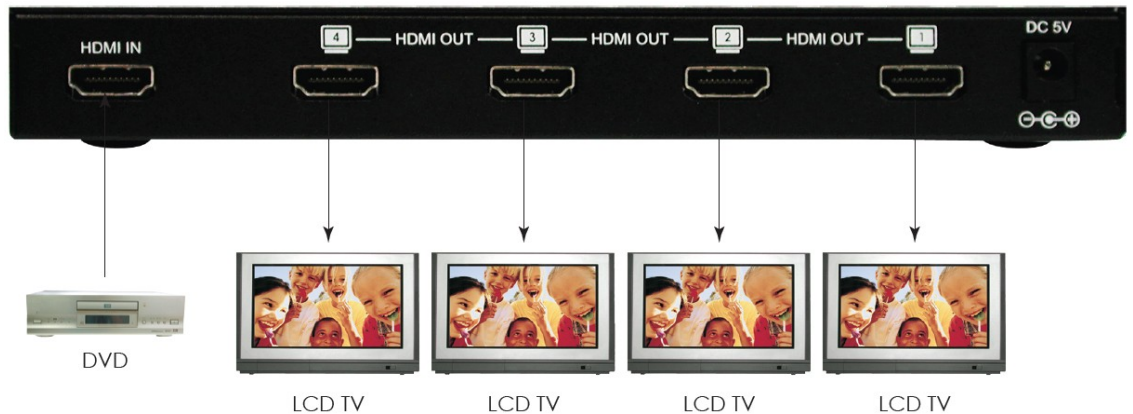 HDMI IN
4 HDMI OUT 3 HDMI OUT 2 HDMI OUT 1
DC 5V
DVD
LCD TV LCD TV LCD TV LCD TV